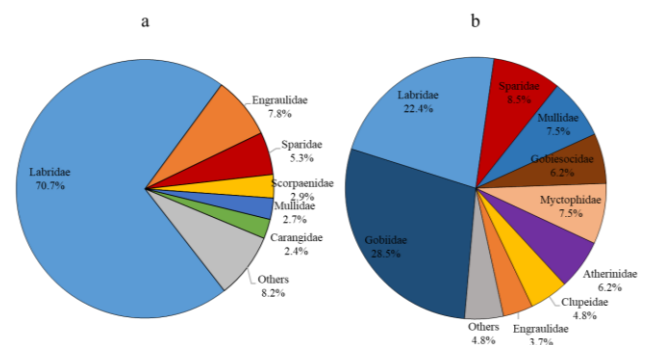 a
Engraulidae
7.8%
Sparidae
5.3%
Scorpaenidae
2.9%
Mullidae
2.7%
Carangidae
2.4%
Others
8.2%
Labridae
70.7%
b
Sparidae
8.5%
Mullidae
7.5%
Gobiesocidae
6.2%
Myctophidae
7.5%
Atherinidae
6.2%
Clupeidae
4.8%
Engraulidae
3.7%
Others
4.8%
Gobiidae
28.5%
Labridae
22.4%